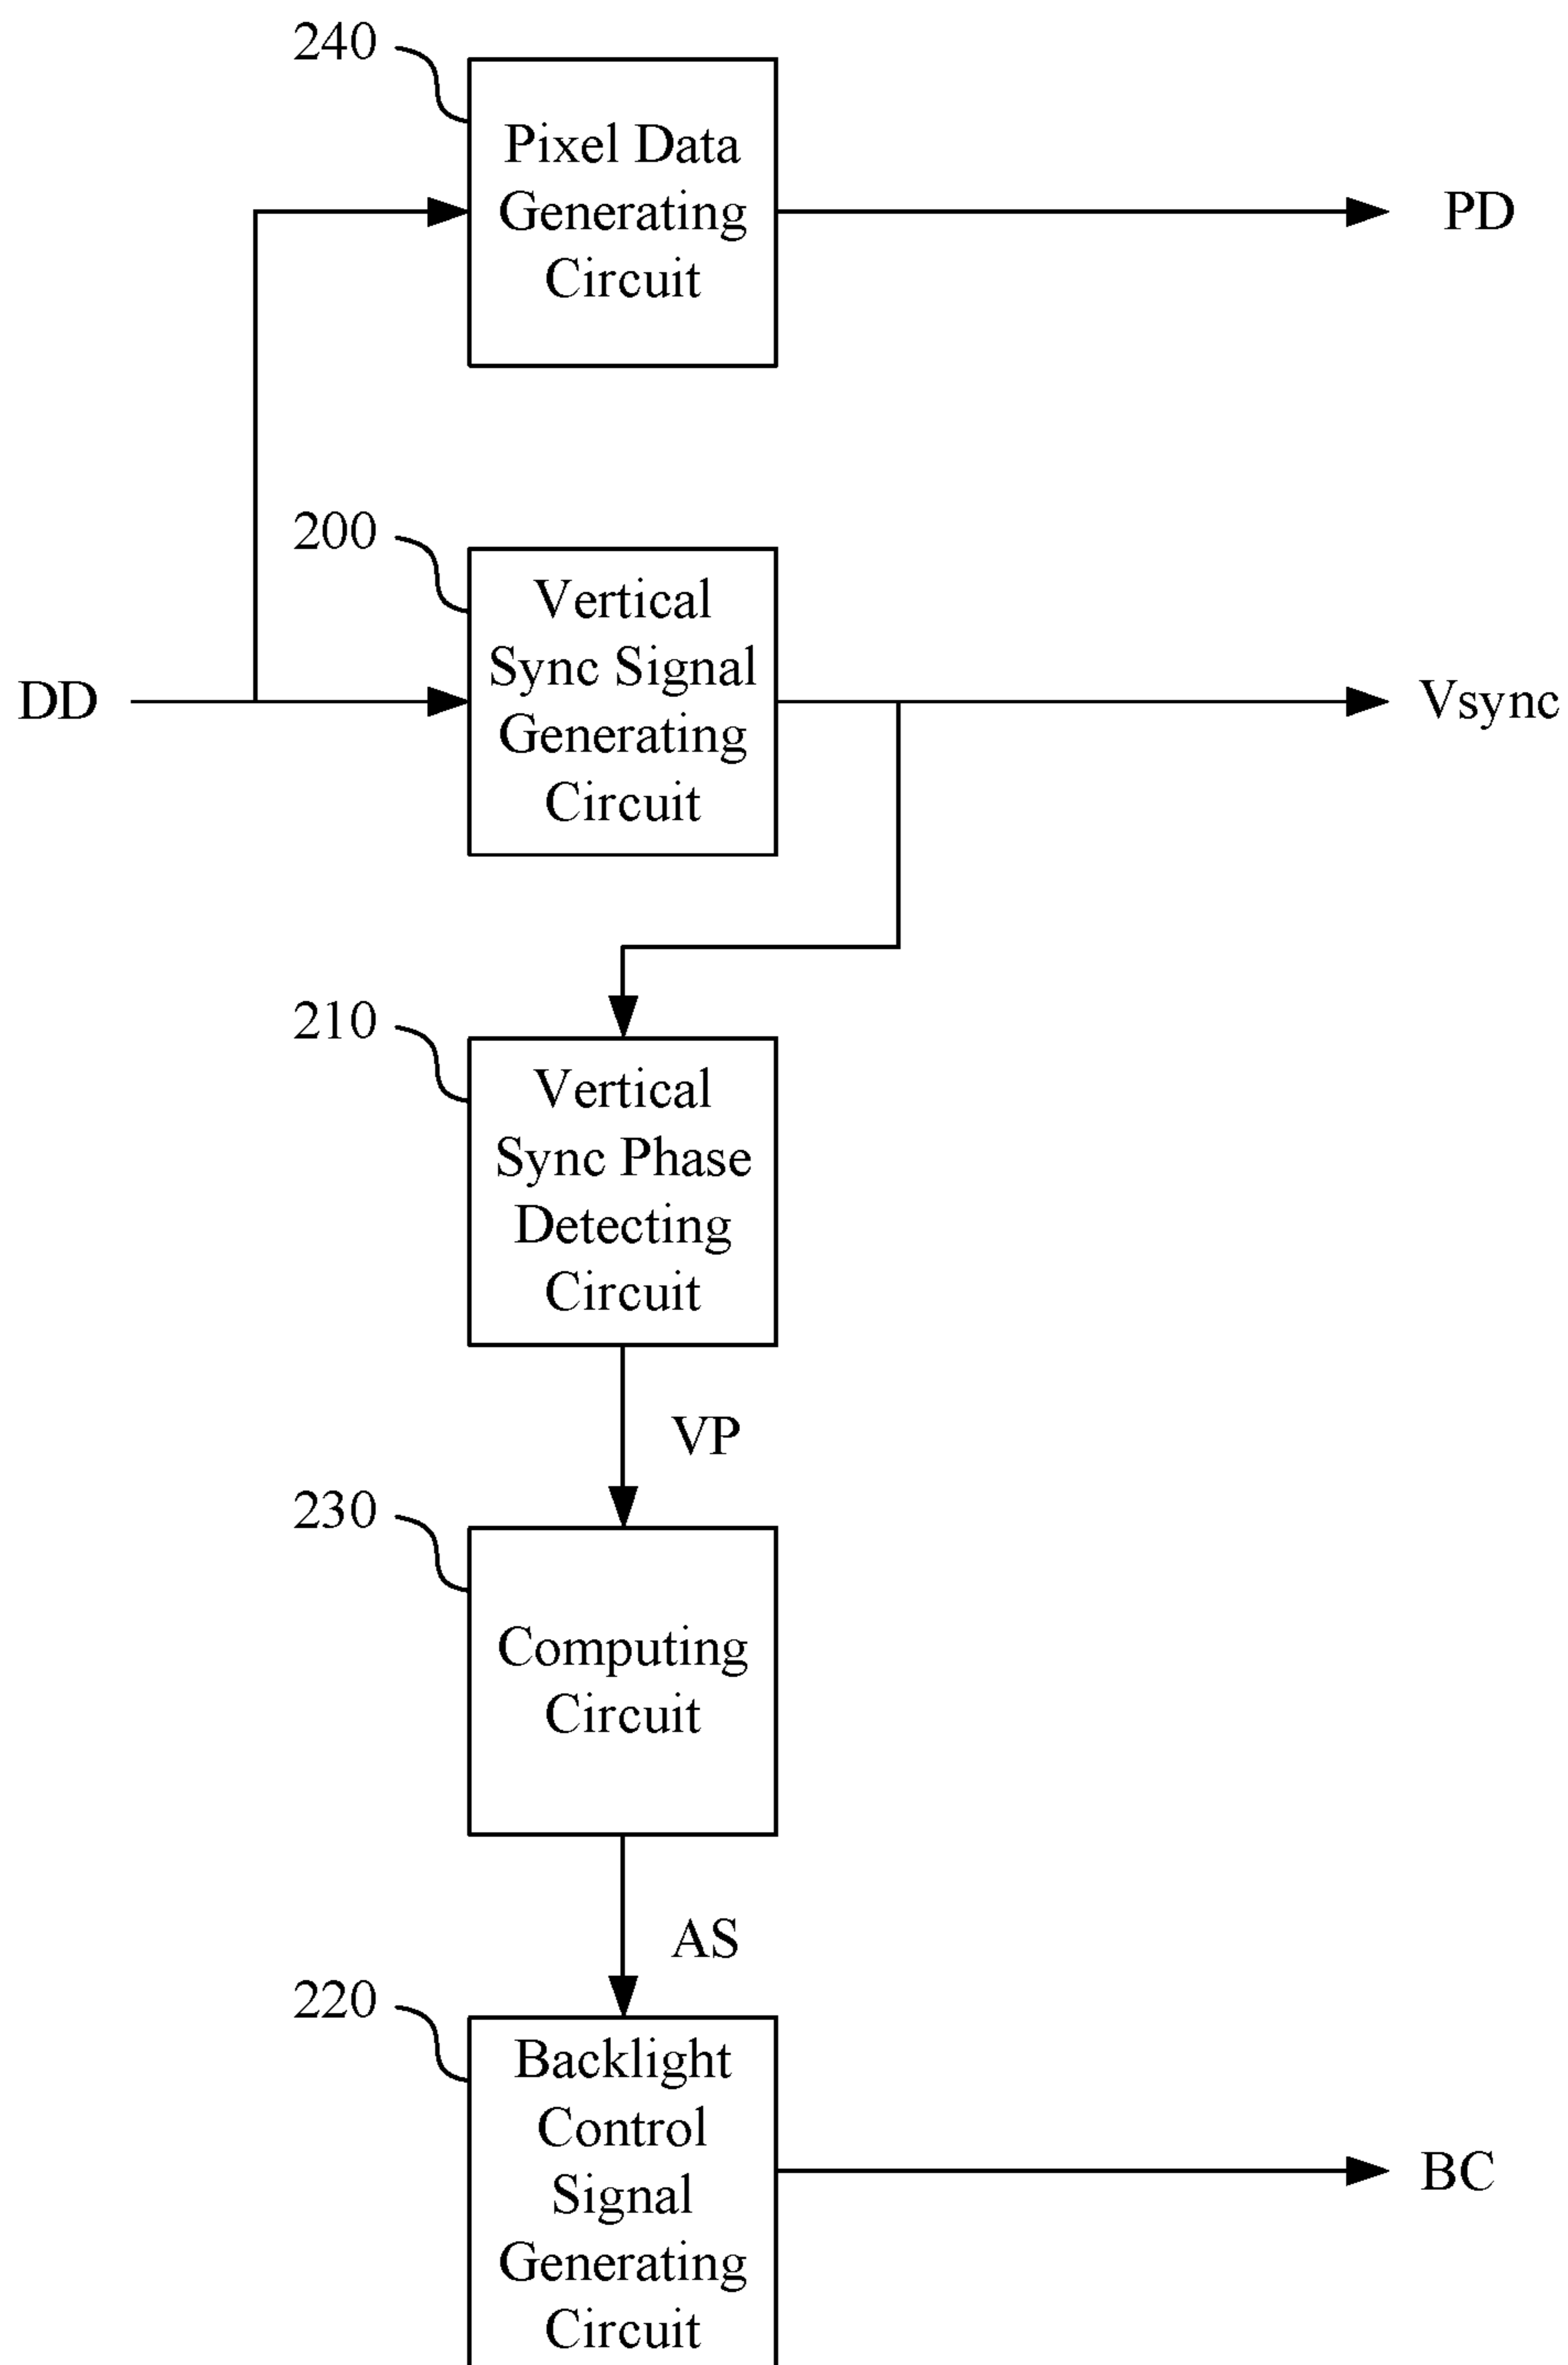 240
Pixel Data
Generating
Circuit
PD
200
Vertical
Sync Signal
Generating
Circuit
DD
Vsync
210
Vertical
Sync Phase
Detecting
Circuit
VP
230
Computing
Circuit
AS
220
Backlight
Control
Signal
Generating
Circuit
BC